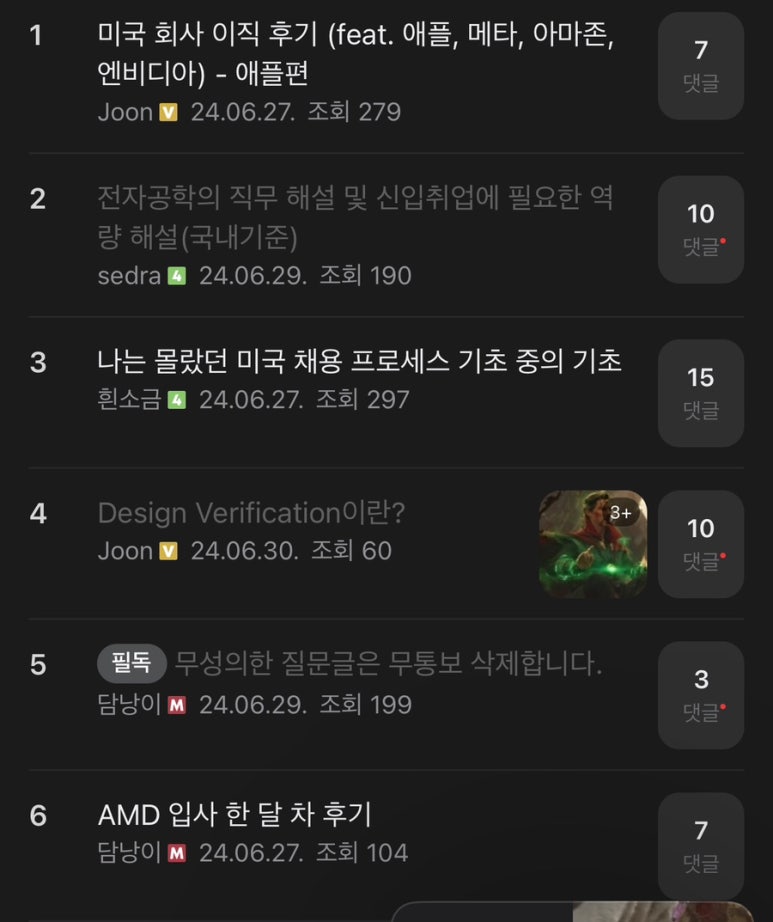 1
미국 회사 이직 후기 (feat. 애플, 메타, 아마존,
엔비디아) - 애플편
Joon V 24.06.27. 조회 279
7
댓글
2
전자공학의 직무 해설 및 신입취업에 필요한 역
량 해설(국내기준)
sedra 4 24.06.29. 조회 190
10
댓글
3
나는 몰랐던 미국 채용 프로세스 기초 중의 기초
흰소금 4 24.06.27. 조회 297
15
댓글
4
Design Verification이란?
Joon V 24.06.30. 조회 60
3+
10
댓글
5
필독 무성의한 질문글은 무통보 삭제합니다.
담낭이 M 24.06.29. 조회 199
3
댓글
6
AMD 입사 한 달 차 후기
담낭이 M 24.06.27. 조회 104
7
댓글